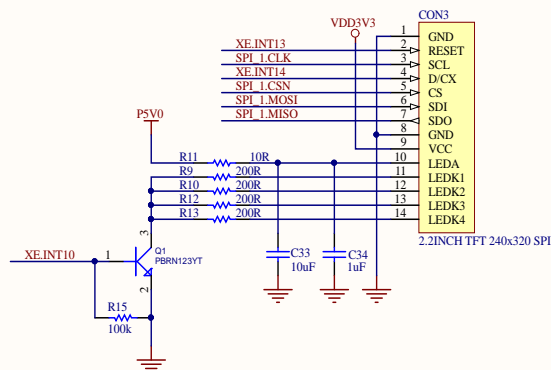 CON3
VDD3V3
1 GND
XE.INT13 2 RESET
SPI_1.CLK 3 SCL
XE.INT14 4 D/CX
SPI_1.CSN 5 CS
SPI_1.MOSI 6 SDI
SPI_1.MISO 7 SDO
8 GND
9 VCC
P5V0
R11 10R 10 LEDA
R9 200R 11 LEDK1
R10 200R 12 LEDK2
R12 200R 13 LEDK3
R13 200R 14 LEDK4
2.2INCH TFT 240x320 SPI
3
Q1
PBRN123YT
XE.INT10 1
2
C33
10uF
C34
1uF
R15
100k